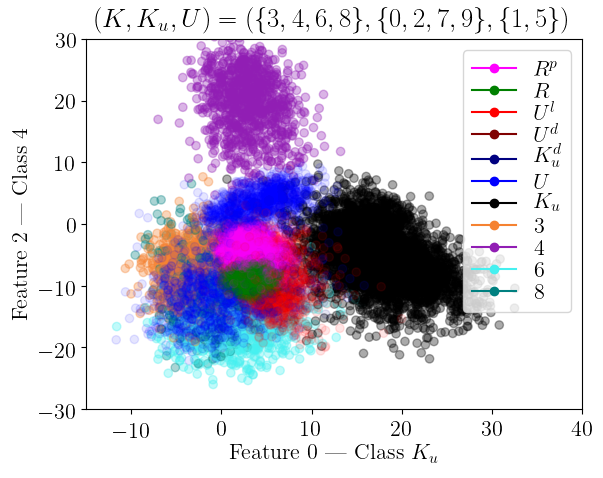 (K, K_u, U) = ({3, 4, 6, 8}, {0, 2, 7, 9}, {1, 5})
30
20
10
0
−10
−20
−30
Feature 2 — Class 4
−10
0
10
20
30
40
Feature 0 — Class K_u
R^p
R
U^l
U^d
K_u^d
U
K_u
3
4
6
8